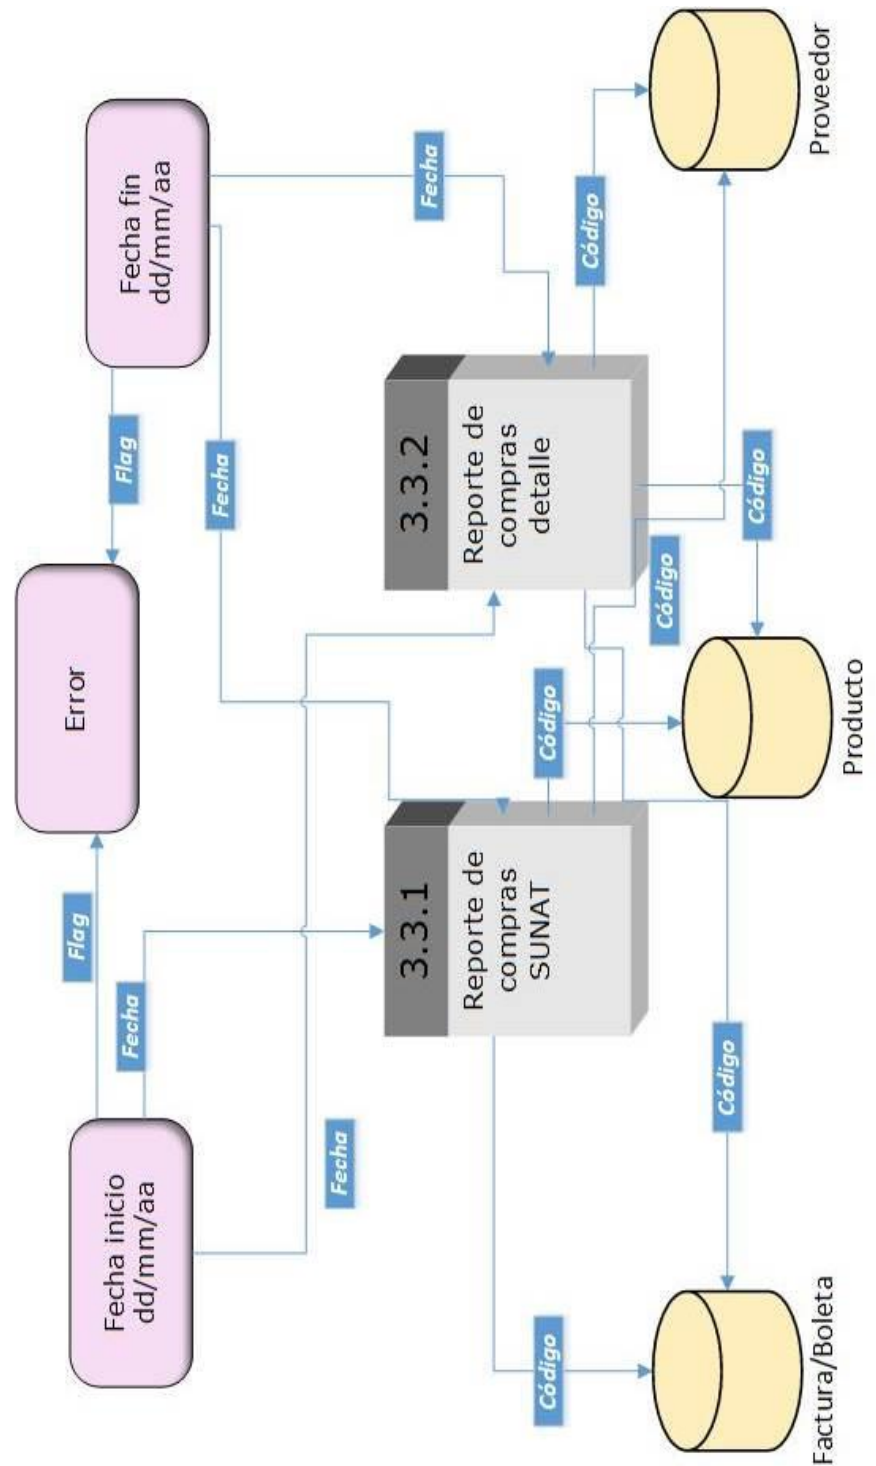 Error
Fecha inicio
dd/mm/aa
Fecha fin
dd/mm/aa
Flag
Flag
Fecha
Fecha
Fecha
Fecha
3.3.1
Reporte de
compras
SUNAT
3.3.2
Reporte de
compras
detalle
Código
Código
Código
Código
Código
Código
Factura/Boleta
Producto
Proveedor